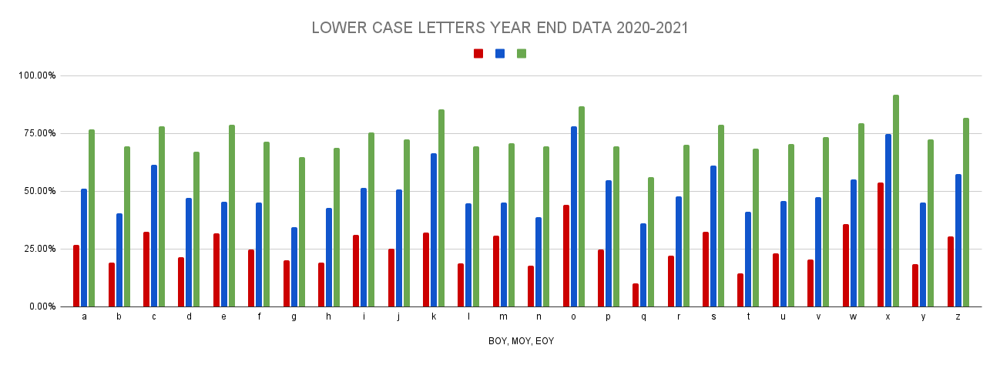 LOWER CASE LETTERS YEAR END DATA 2020-2021
100.00%
75.00%
50.00%
25.00%
0.00%
a b c d e f g h i j k l m n o p q r s t u v w x y z
BOY, MOY, EOY